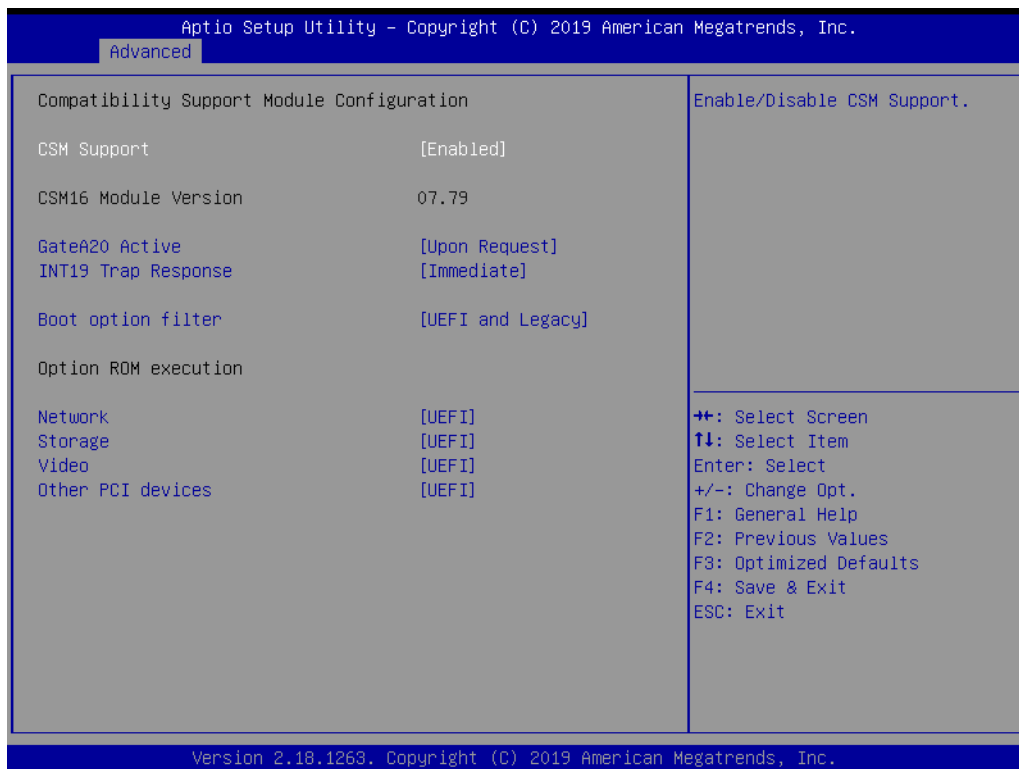 Aptio Setup Utility – Copyright (C) 2019 American Megatrends, Inc.
Advanced
Compatibility Support Module Configuration
CSM Support [Enabled]
CSM16 Module Version 07.79
GateA20 Active [Upon Request]
INT19 Trap Response [Immediate]
Boot option filter [UEFI and Legacy]
Option ROM execution
Network [UEFI]
Storage [UEFI]
Video [UEFI]
Other PCI devices [UEFI]
Enable/Disable CSM Support.
→←: Select Screen
↑↓: Select Item
Enter: Select
+/-: Change Opt.
F1: General Help
F2: Previous Values
F3: Optimized Defaults
F4: Save & Exit
ESC: Exit
Version 2.18.1263. Copyright (C) 2019 American Megatrends, Inc.